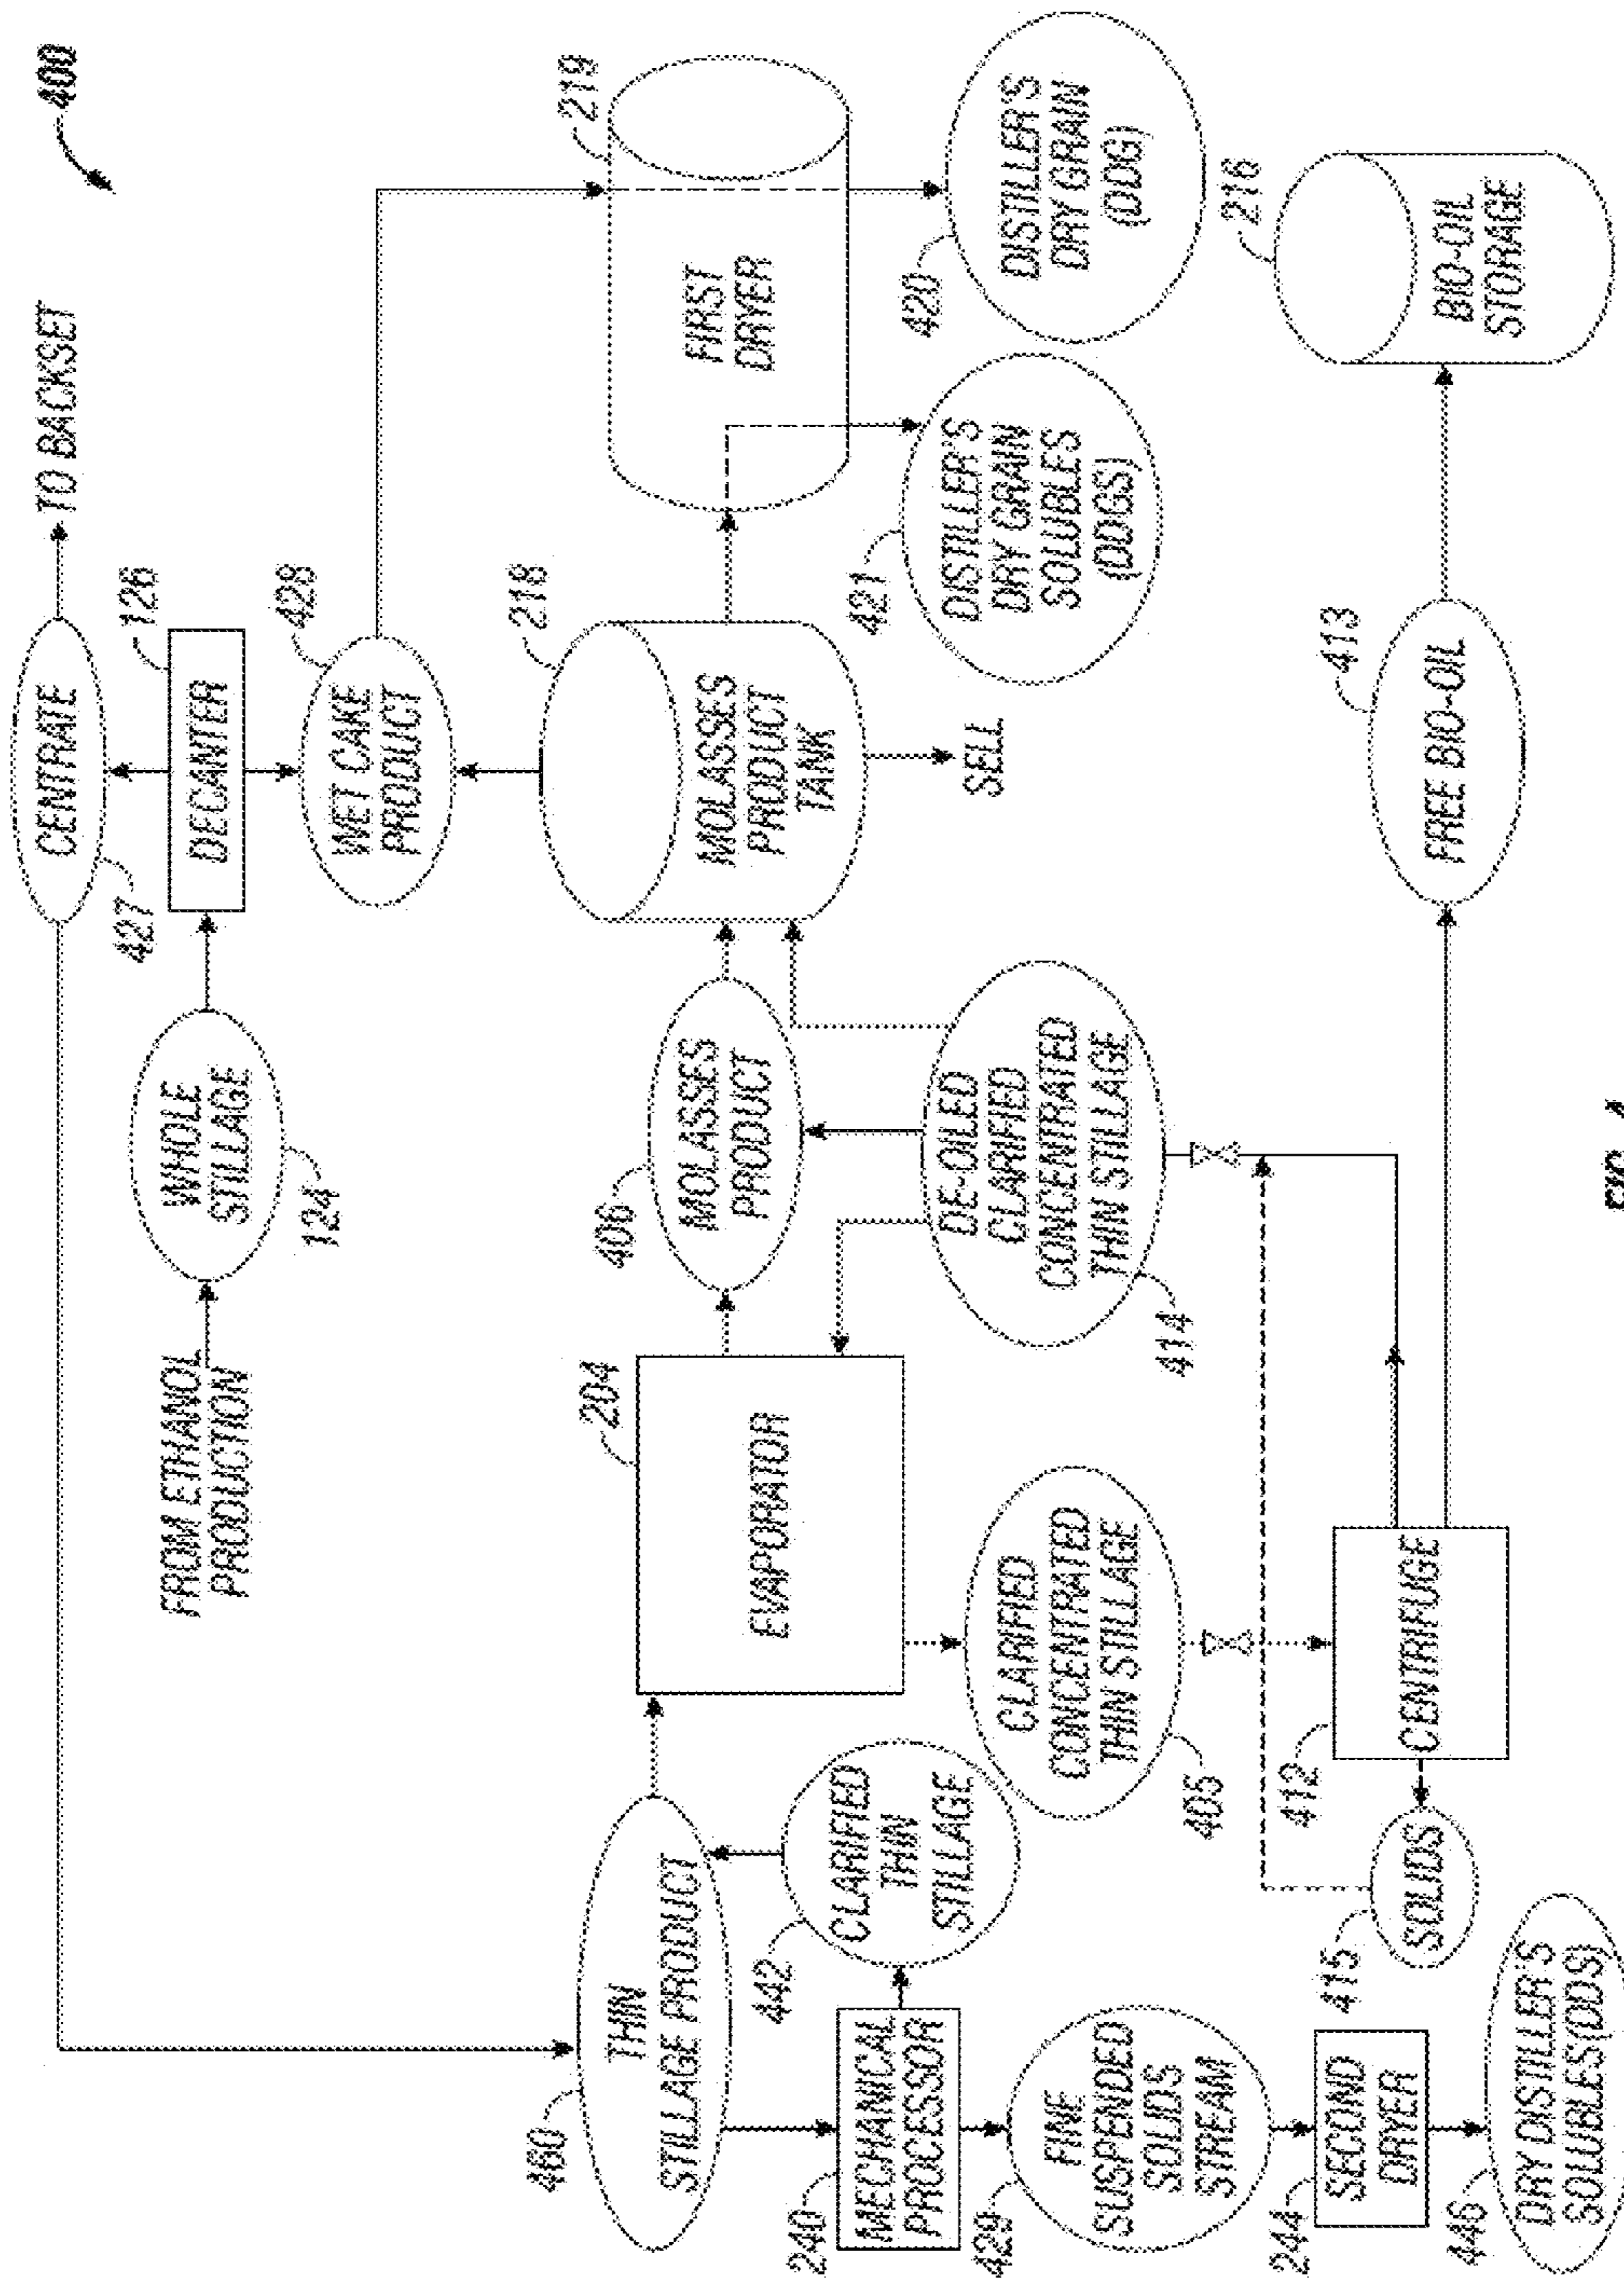 400
CENTRATE
427
TO BACKSET
FROM ETHANOL
PRODUCTION
WHOLE
STILLAGE
124
DECANTER
126
WET CAKE
PRODUCT
428
THIN
STILLAGE PRODUCT
460
EVAPORATOR
204
MOLASSES
PRODUCT
406
MOLASSES
PRODUCT
TANK
218
SELL
FIRST
DRYER
219
MECHANICAL
PROCESSOR
240
CLARIFIED
THIN
STILLAGE
442
CLARIFIED
CONCENTRATED
THIN STILLAGE
405
DE-OILED
CLARIFIED
CONCENTRATED
THIN STILLAGE
414
DISTILLER'S
DRY GRAIN
SOLUBLES
(DDGS)
421
DISTILLER'S
DRY GRAIN
(DDG)
420
FINE
SUSPENDED
SOLIDS
STREAM
429
SECOND
DRYER
244
DRY DISTILLER'S
SOLUBLES(DDS)
446
SOLIDS
415
CENTRIFUGE
412
FREE BIO-OIL
413
BIO-OIL
STORAGE
216